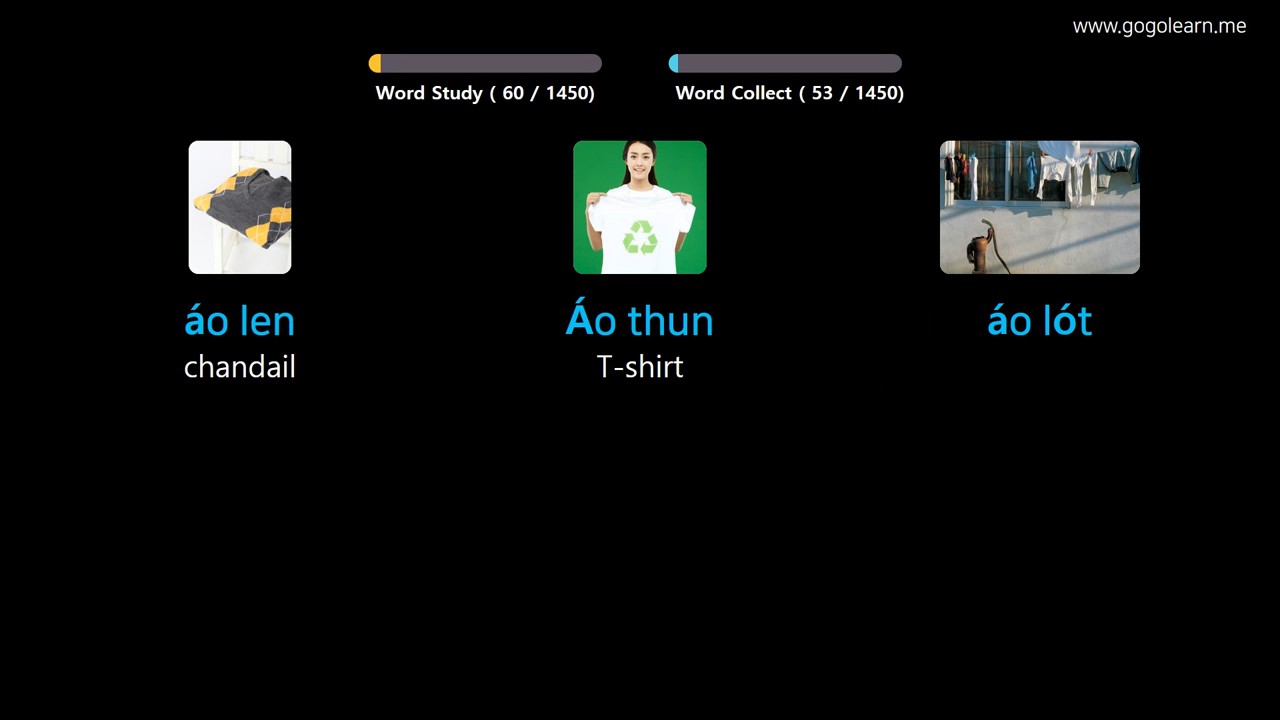 www.gogolearn.me
Word Study ( 60 / 1450)
Word Collect ( 53 / 1450)
áo len
chandail
Áo thun
T-shirt
áo lót